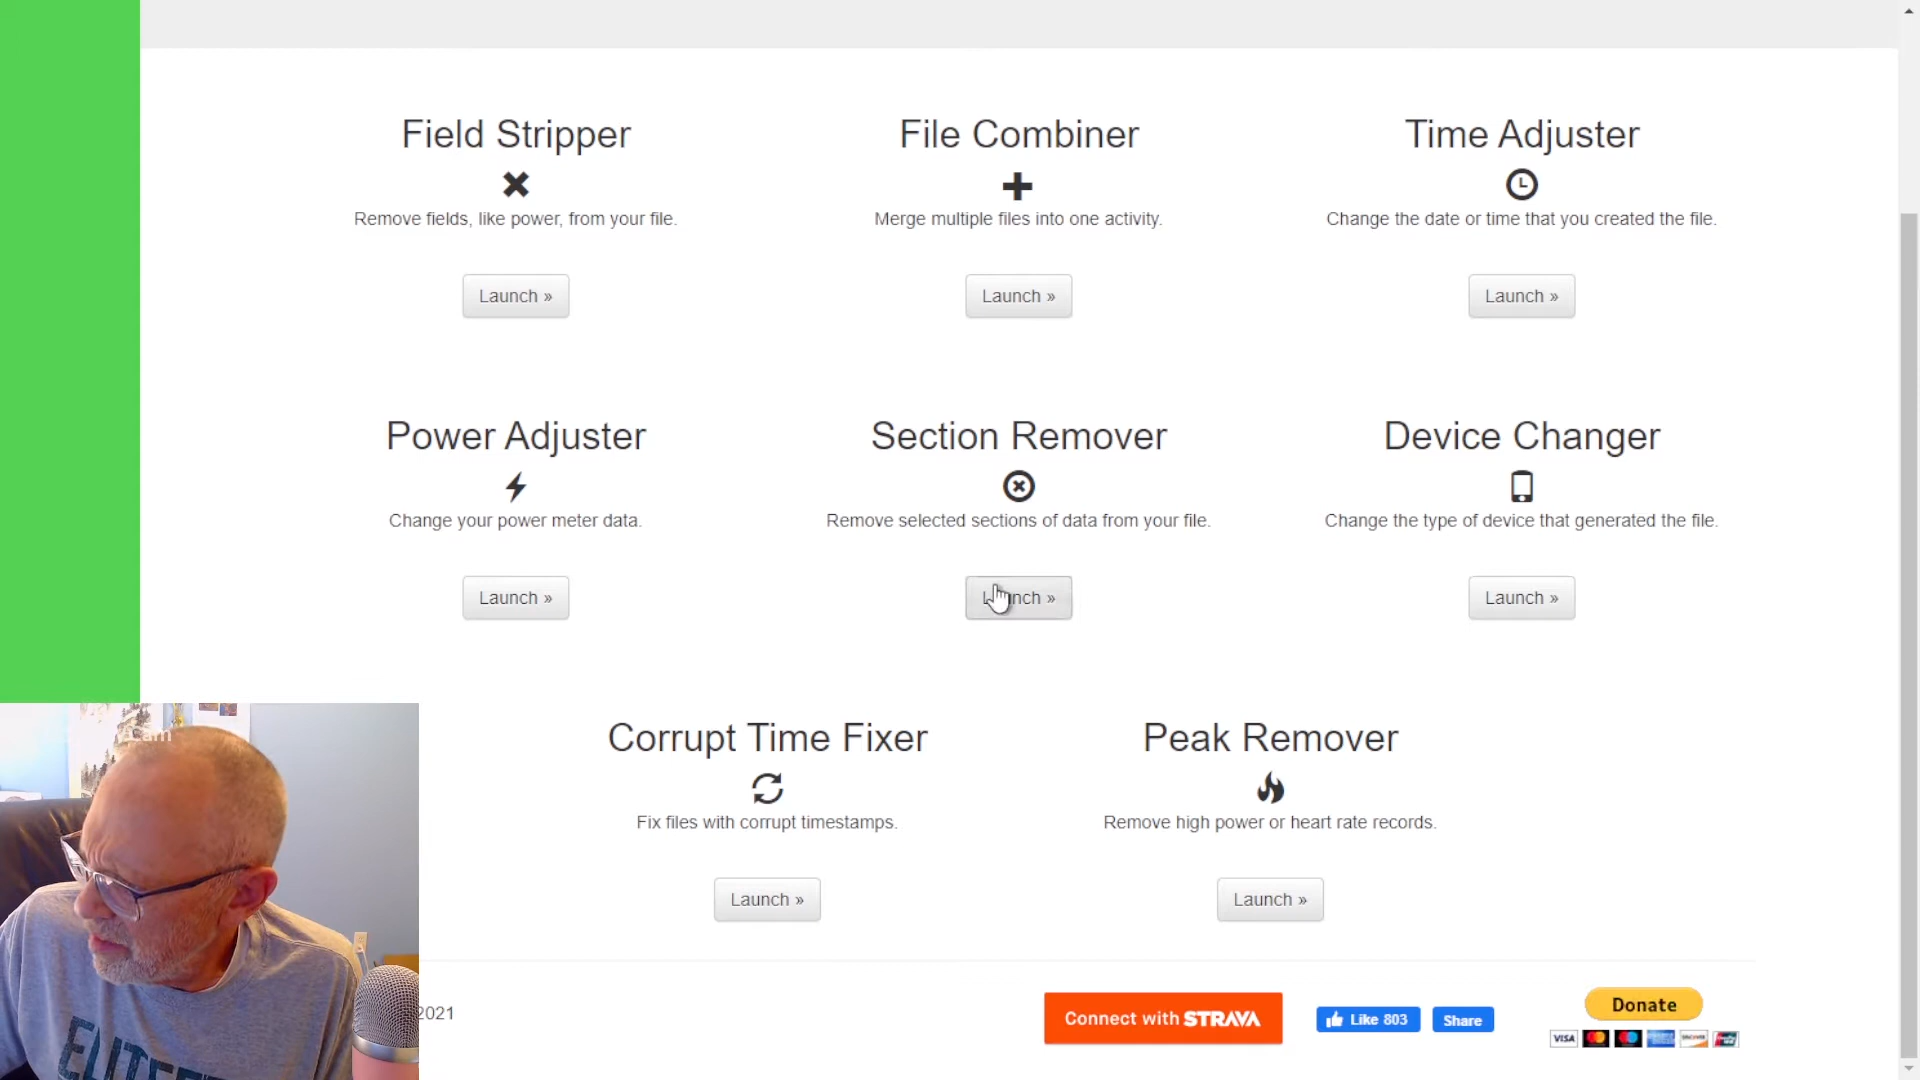 Field Stripper
Remove fields, like power, from your file.
Launch »
File Combiner
Merge multiple files into one activity.
Launch »
Time Adjuster
Change the date or time that you created the file.
Launch »
Power Adjuster
Change your power meter data.
Launch »
Section Remover
Remove selected sections of data from your file.
»
Device Changer
Change the type of device that generated the file.
Launch »
Corrupt Time Fixer
Fix files with corrupt timestamps.
Launch »
Peak Remover
Remove high power or heart rate records.
Launch »
2021
Connect with STRAVA
Like 803
Share
Donate
VISA